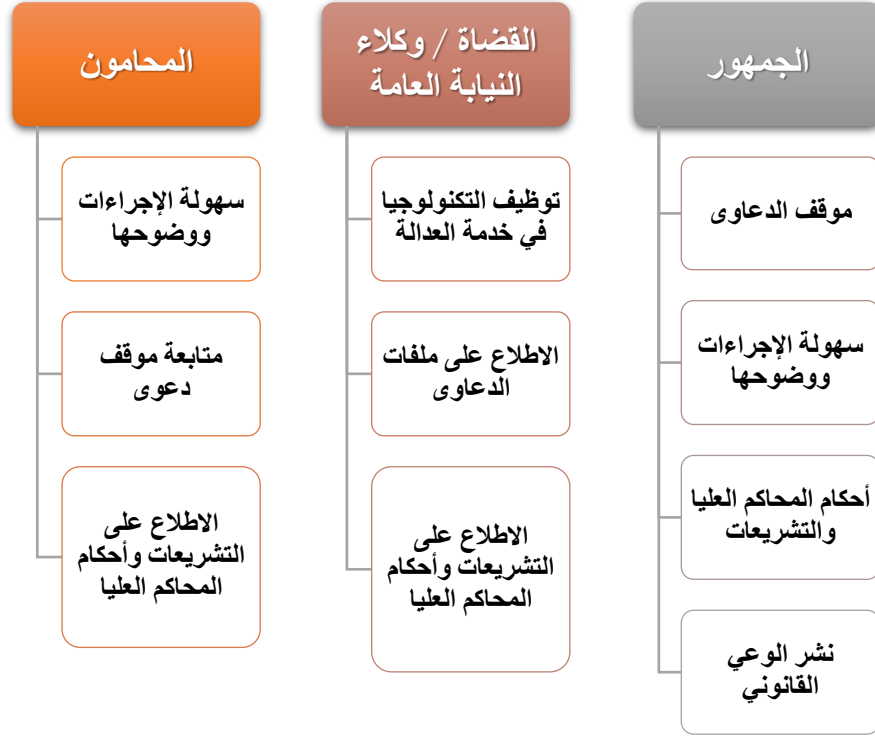 الجمهور
موقف الدعاوى
سهولة الإجراءات
ووضوحها
أحكام المحاكم العليا
والتشريعات
نشر الوعي
القانوني
القضاة / وكلاء
النيابة العامة
توظيف التكنولوجيا
في خدمة العدالة
الاطلاع على ملفات
الدعاوى
الاطلاع على
التشريعات وأحكام
المحاكم العليا
المحامون
سهولة الإجراءات
ووضوحها
متابعة موقف
دعوى
الاطلاع على
التشريعات وأحكام
المحاكم العليا